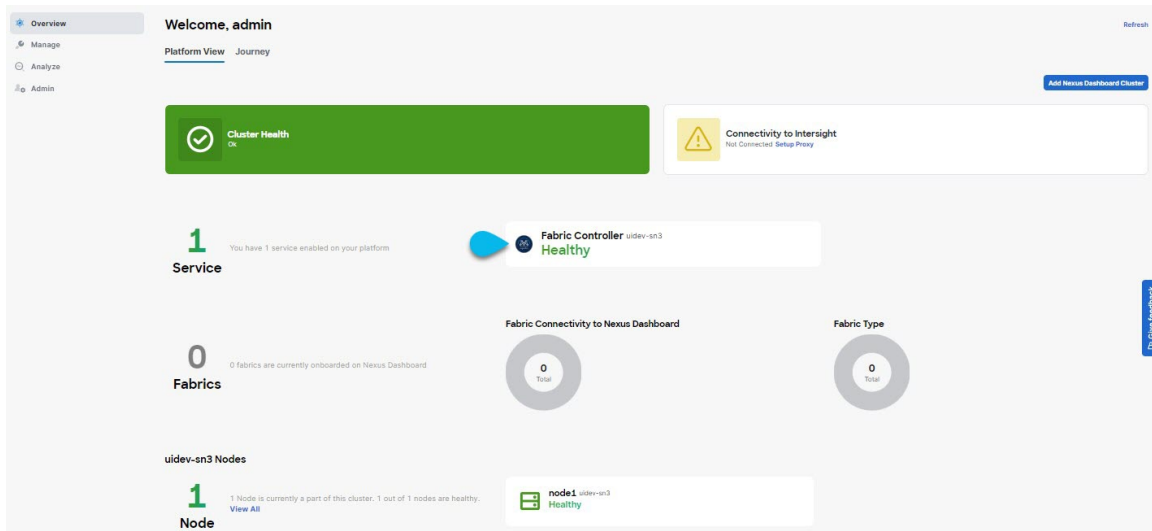 Overview
Manage
Analyze
Admin
Welcome, admin
Refresh
Platform View Journey
Add Nexus Dashboard Cluster
Cluster Health
Ok
Connectivity to Intersight
Not Connected Setup Proxy
1
Service
You have 1 service enabled on your platform
Fabric Controller uidev-sn3
Healthy
Give feedback
0
Fabrics
0 fabrics are currently onboarded on Nexus Dashboard
Fabric Connectivity to Nexus Dashboard
0
Total
Fabric Type
0
Total
uidev-sn3 Nodes
1
Node
1 Node is currently a part of this cluster. 1 out of 1 nodes are healthy.
View All
node1 uidev-sn3
Healthy